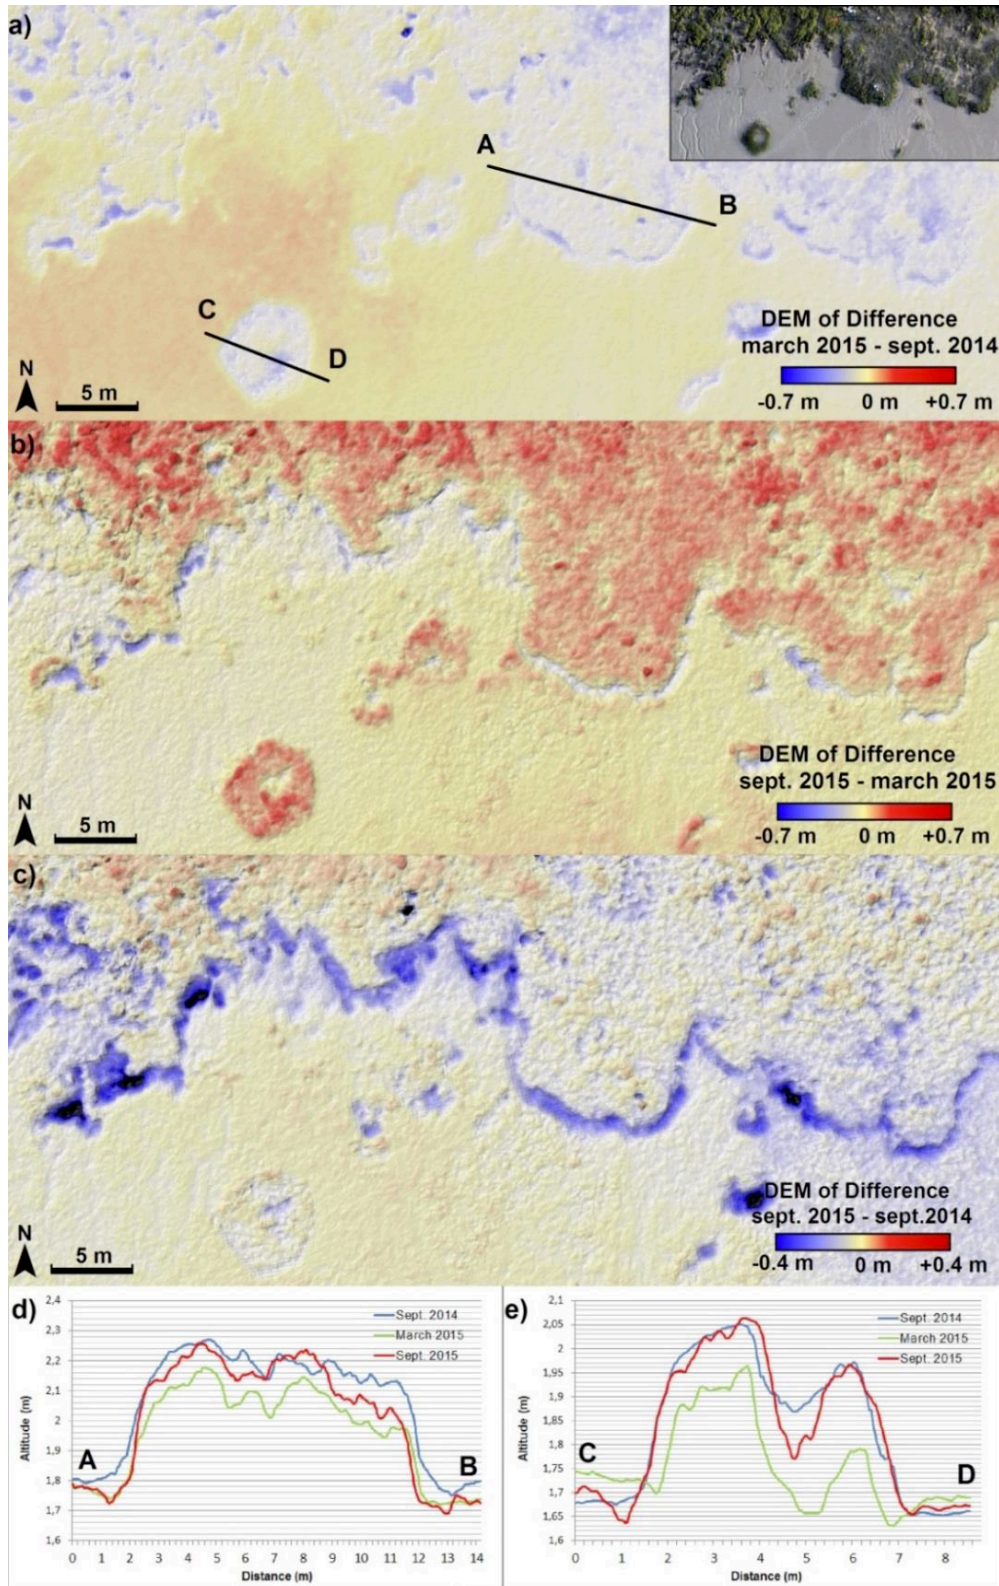 a)
A
B
C
D
N
5 m
DEM of Difference
march 2015 - sept. 2014
-0.7 m 0 m +0.7 m
b)
N
5 m
DEM of Difference
sept. 2015 - march 2015
-0.7 m 0 m +0.7 m
c)
N
5 m
DEM of Difference
sept. 2015 - sept.2014
-0.4 m 0 m +0.4 m
d)
2,4
2,3
2,2
2,1
2
1,9
1,8
1,7
1,6
Altitude (m)
Sept. 2014
March 2015
Sept. 2015
A
B
0 1 2 3 4 5 6 7 8 9 10 11 12 13 14
Distance (m)
e)
2,1
2,05
2
1,95
1,9
1,85
1,8
1,75
1,7
1,65
1,6
Altitude (m)
Sept. 2014
March 2015
Sept. 2015
C
D
0 1 2 3 4 5 6 7 8
Distance (m)